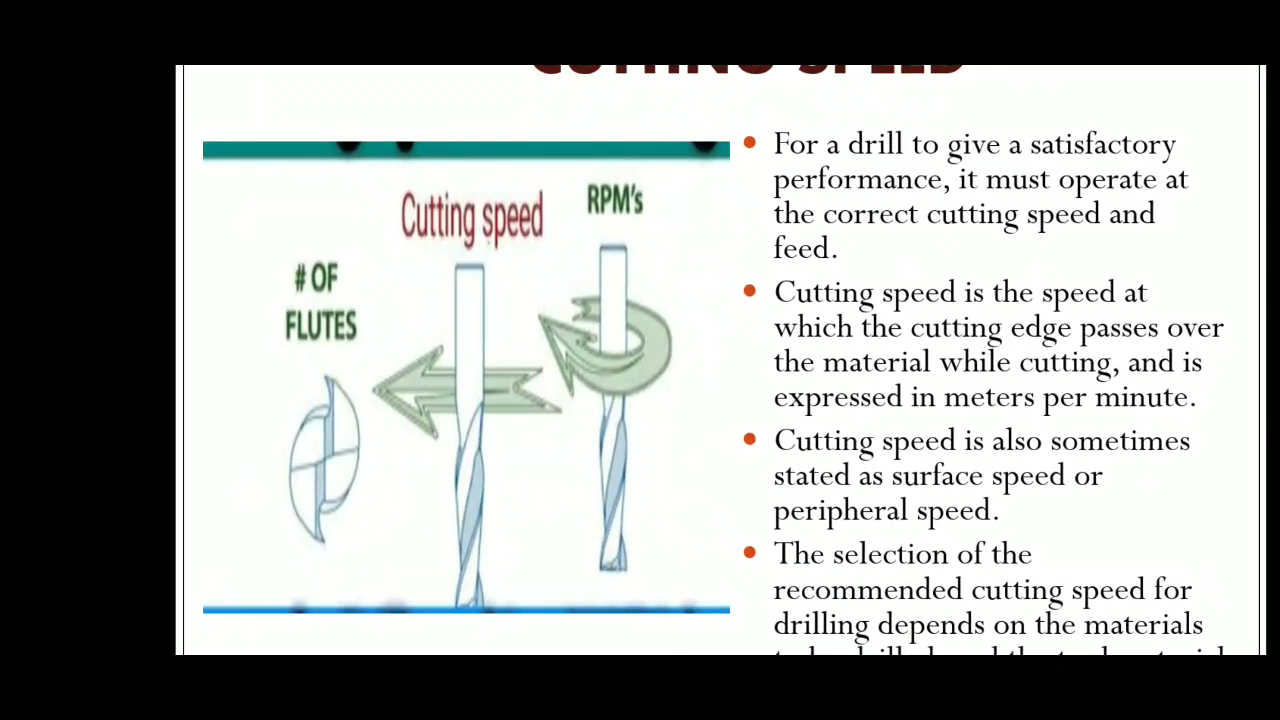 CUTTING SPEED
# OF
FLUTES
Cutting speed
RPM's
• For a drill to give a satisfactory
performance, it must operate at
the correct cutting speed and
feed.
• Cutting speed is the speed at
which the cutting edge passes over
the material while cutting, and is
expressed in meters per minute.
• Cutting speed is also sometimes
stated as surface speed or
peripheral speed.
• The selection of the
recommended cutting speed for
drilling depends on the materials